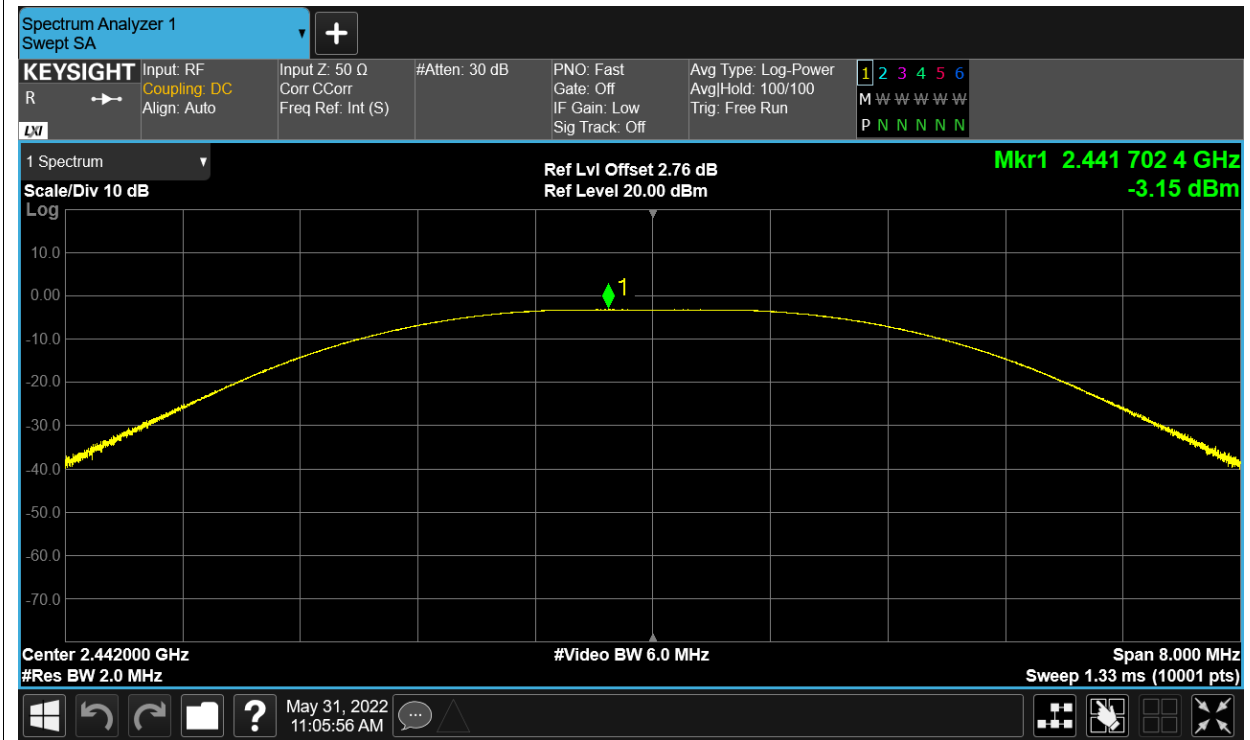 Spectrum Analyzer 1
Swept SA
KEYSIGHT
R
LXI
Input: RF
Coupling: DC
Align: Auto
Input Z: 50 Ω
Corr CCorr
Freq Ref: Int (S)
#Atten: 30 dB
PNO: Fast
Gate: Off
IF Gain: Low
Sig Track: Off
Avg Type: Log-Power
Avg|Hold: 100/100
Trig: Free Run
1 2 3 4 5 6
M W W W W W
P N N N N N
1 Spectrum
Scale/Div 10 dB
Log
Ref Lvl Offset 2.76 dB
Ref Level 20.00 dBm
Mkr1 2.441 702 4 GHz
-3.15 dBm
10.0
0.00
-10.0
-20.0
-30.0
-40.0
-50.0
-60.0
-70.0
1
Center 2.442000 GHz
#Res BW 2.0 MHz
#Video BW 6.0 MHz
Span 8.000 MHz
Sweep 1.33 ms (10001 pts)
?
May 31, 2022
11:05:56 AM